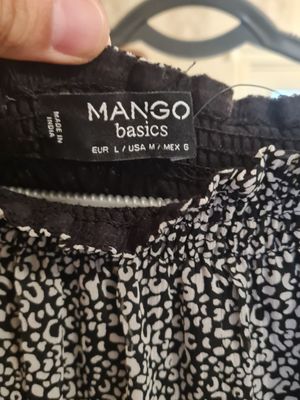 MANGO
basics
EUR L / USA M / MEX G
MADE IN
INDIA